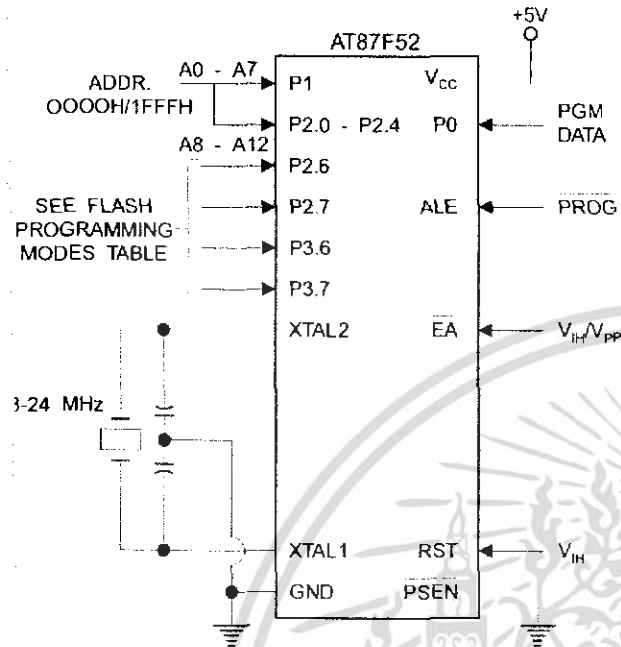 +5V
AT87F52
ADDR.
OOOOH/1FFFH
A0 - A7
P1
VCC
P2.0 - P2.4
P0
PGM
DATA
A8 - A12
P2.6
SEE FLASH
PROGRAMMING
MODES TABLE
P2.7
ALE
PROG
P3.6
P3.7
XTAL2
EA
VIH/VPP
3-24 MHz
XTAL1
RST
VIH
GND
PSEN